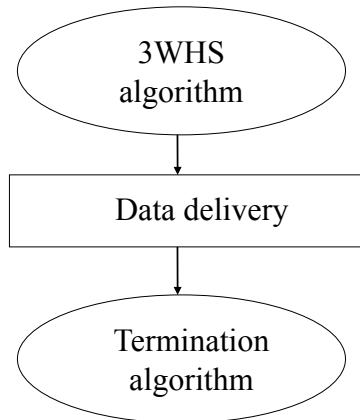 3WHS
algorithm
Data delivery
Termination
algorithm